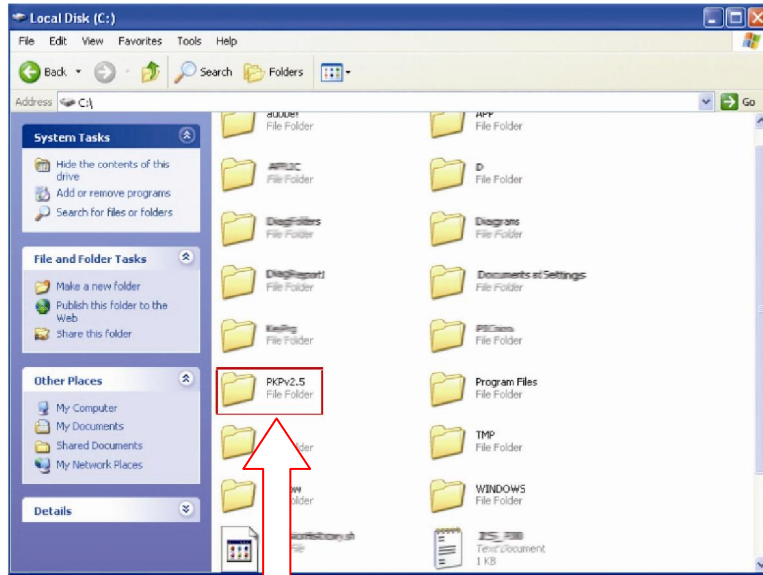 Local Disk (C:)
File Edit View Favorites Tools Help
Back Search Folders
Address C:\ Go
System Tasks
Hide the contents of this
drive
Add or remove programs
Search for files or folders
File and Folder Tasks
Make a new folder
Publish this folder to the
Web
Share this folder
Other Places
My Computer
My Documents
Shared Documents
My Network Places
Details
File Folder
File Folder
File Folder
D
File Folder
File Folder
Diagrams
File Folder
File Folder
File Folder
File Folder
File Folder
PKPv2.5
File Folder
Program Files
File Folder
TMP
File Folder
WINDOWS
File Folder
Text Document
1 KB